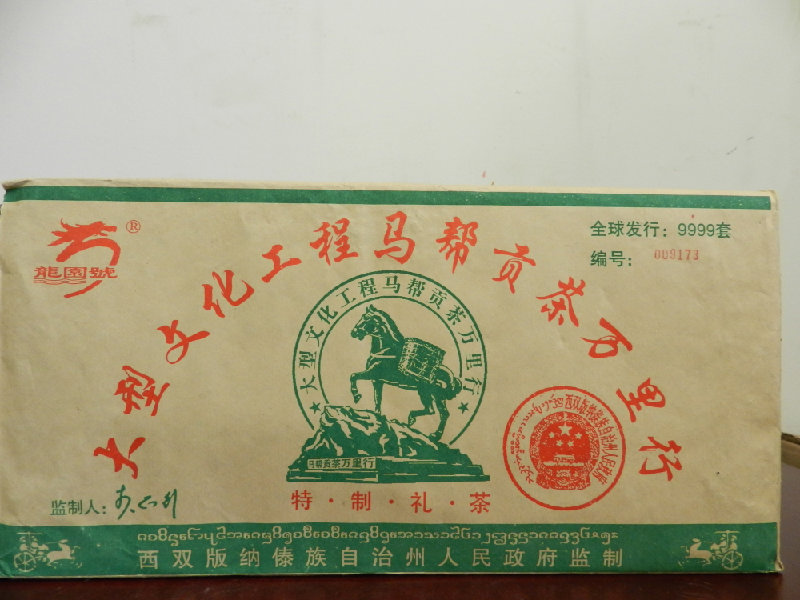 龍園號 ®
全球发行：9999套
编号： 009173
大型文化工程马帮贡茶万里行
★大型文化工程马帮贡茶万里行★
贡茶万里行
特·制·礼·茶
监制人：
西双版纳傣族自治州人民政府监制